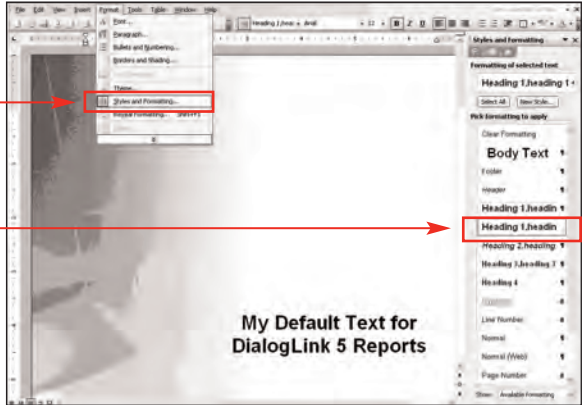 File Edit View Insert Format Tools Table Window Help
Heading 1,head Arial
Font...
Paragraph...
Bullets and Numbering...
Borders and Shading...
Theme...
Styles and Formatting...
My Default Text for
DialogLink 5 Reports
Styles and Formatting
Formatting of selected text
Heading 1,heading 1
Select All New Style...
Pick formatting to apply
Clear Formatting
Body Text
Footer
Header
Heading 1,headin
Heading 1,headin
Heading 2,heading
Heading 3,heading 3
Heading 4
Line Number
Normal
Normal (Web)
Page Number
Show: Available formatting